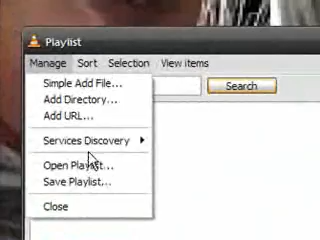 Playlist
Manage Sort Selection View items
Simple Add File...
Add Directory...
Add URL...
Search
Services Discovery
Open Playlist...
Save Playlist...
Close